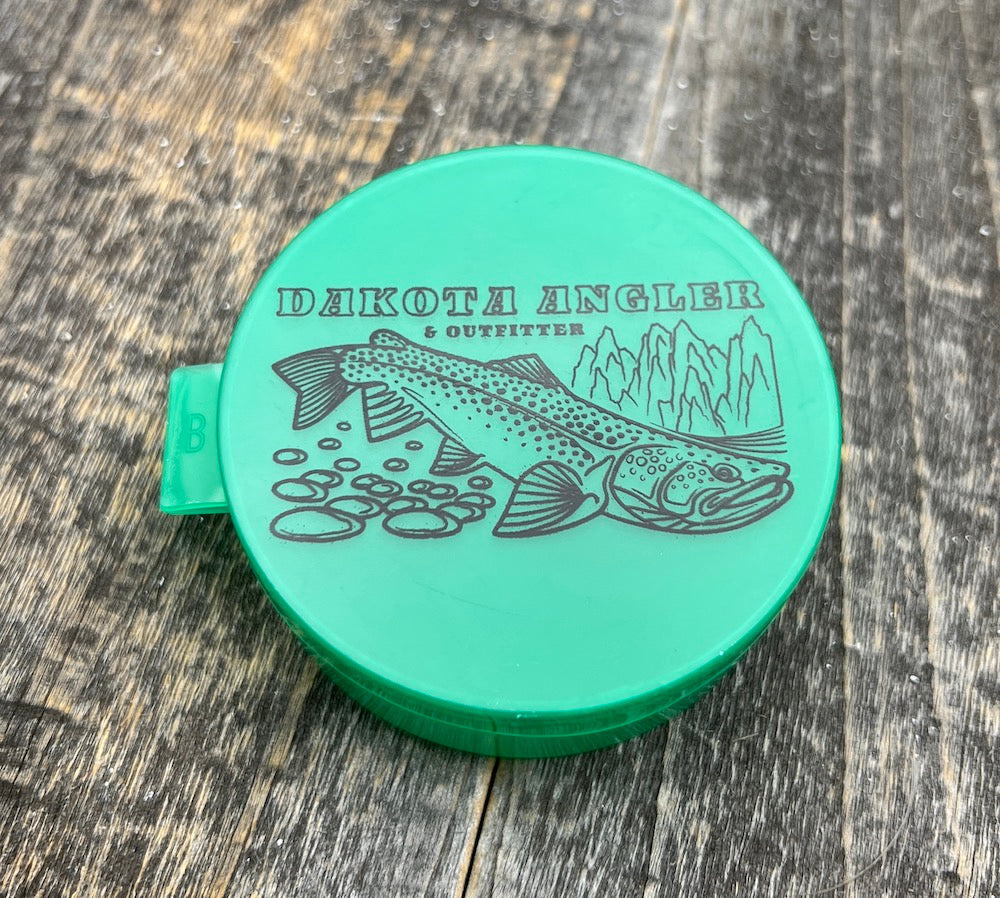 DAKOTA ANGLER
& OUTFITTER
B